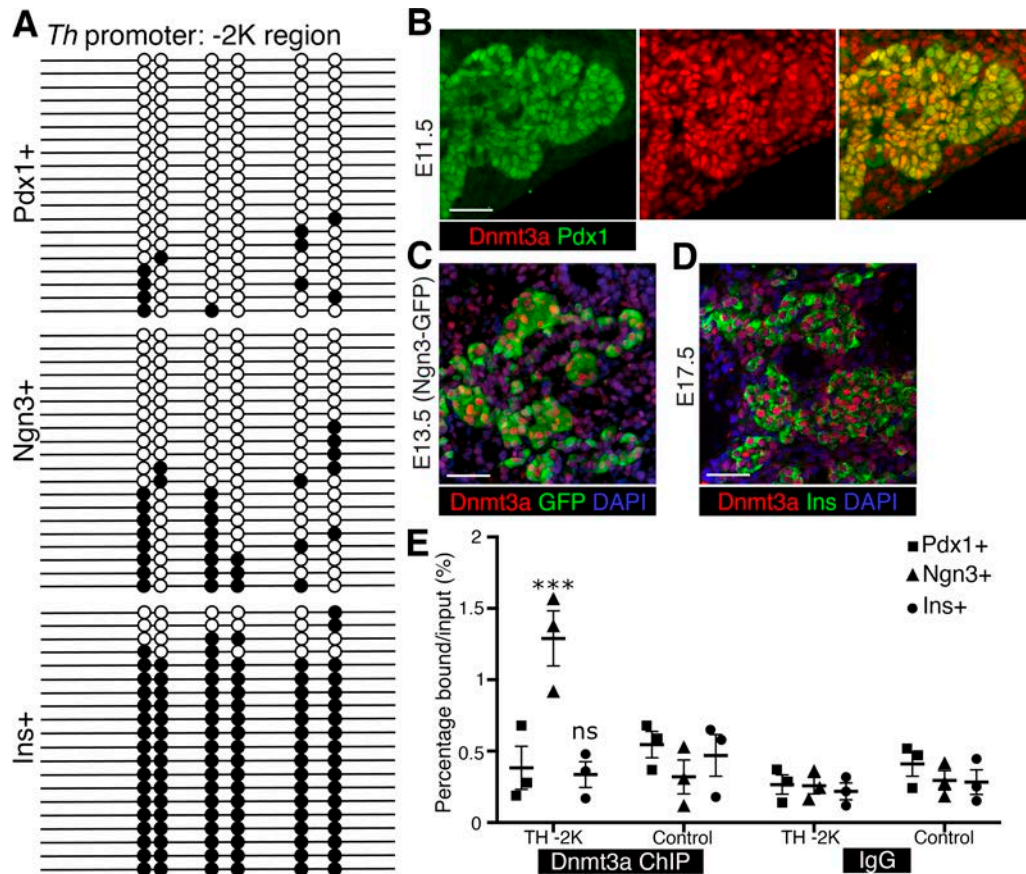 A
Th promoter: -2K region
Pdx1+
Ngn3+
Ins+
B
E11.5
Dnmt3a Pdx1
C
E13.5 (Ngn3-GFP)
Dnmt3a GFP DAPI
D
E17.5
Dnmt3a Ins DAPI
E
Percentage bound/input (%)
2
1.5
1
0.5
0
***
ns
Pdx1+
Ngn3+
Ins+
TH -2K Control TH -2K Control
Dnmt3a ChIP IgG